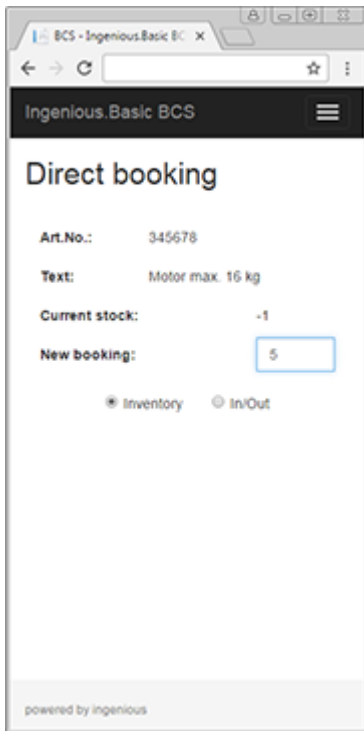 BCS - Ingenious.Basic BC
Ingenious.Basic BCS
Direct booking
Art.No.: 345678
Text: Motor max. 16 kg
Current stock: -1
New booking: 5
Inventory In/Out
powered by ingenious